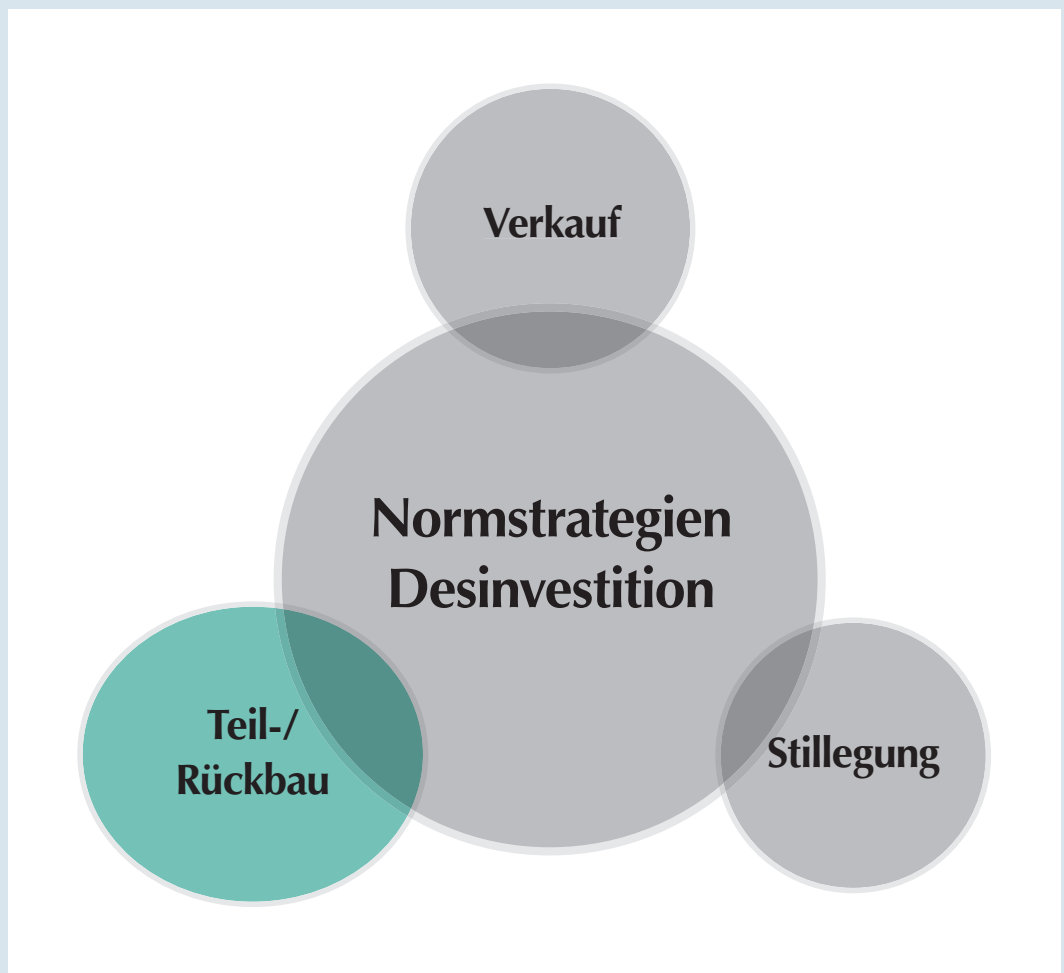 Verkauf
Normstrategien
Desinvestition
Teil-/
Rückbau
Stillegung